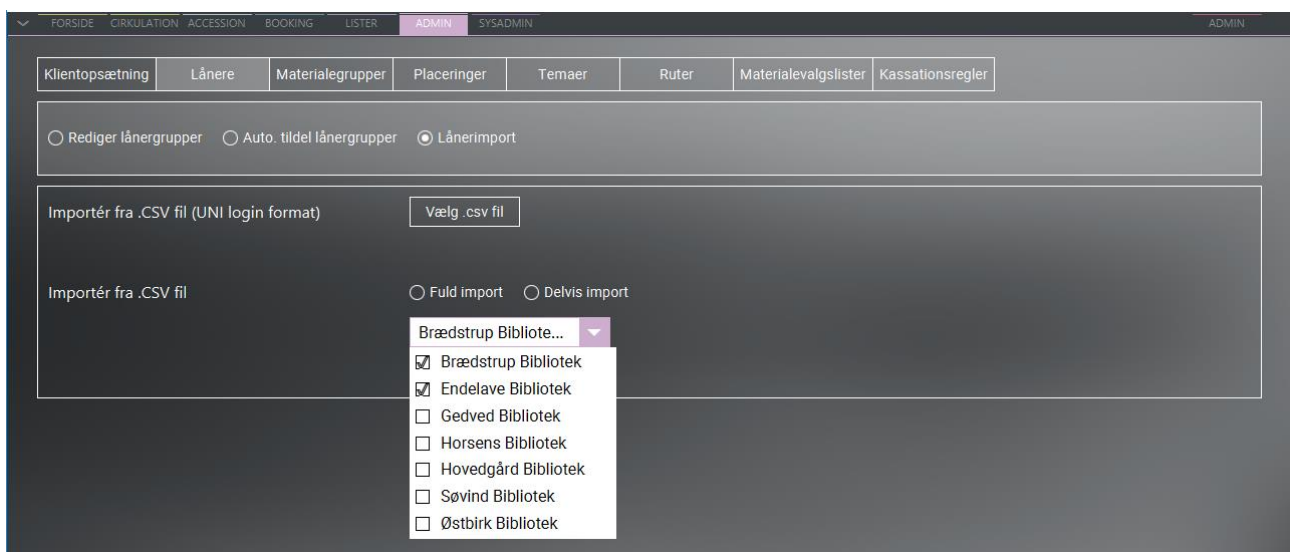 FORSIDE CIRKULATION ACCESSION BOOKING LISTER ADMIN SYSADMIN ADMIN
Klientopsætning Lånere Materialegrupper Placeringer Temaer Ruter Materialevalgslister Kassationsregler
Rediger lånergrupper Auto. tildel lånergrupper Lånerimport
Importér fra .CSV fil (UNI login format) Vælg .csv fil
Importér fra .CSV fil Fuld import Delvis import
Brædstrup Bibliote...
Brædstrup Bibliotek
Endelave Bibliotek
Gedved Bibliotek
Horsens Bibliotek
Hovedgård Bibliotek
Søvind Bibliotek
Østbirk Bibliotek